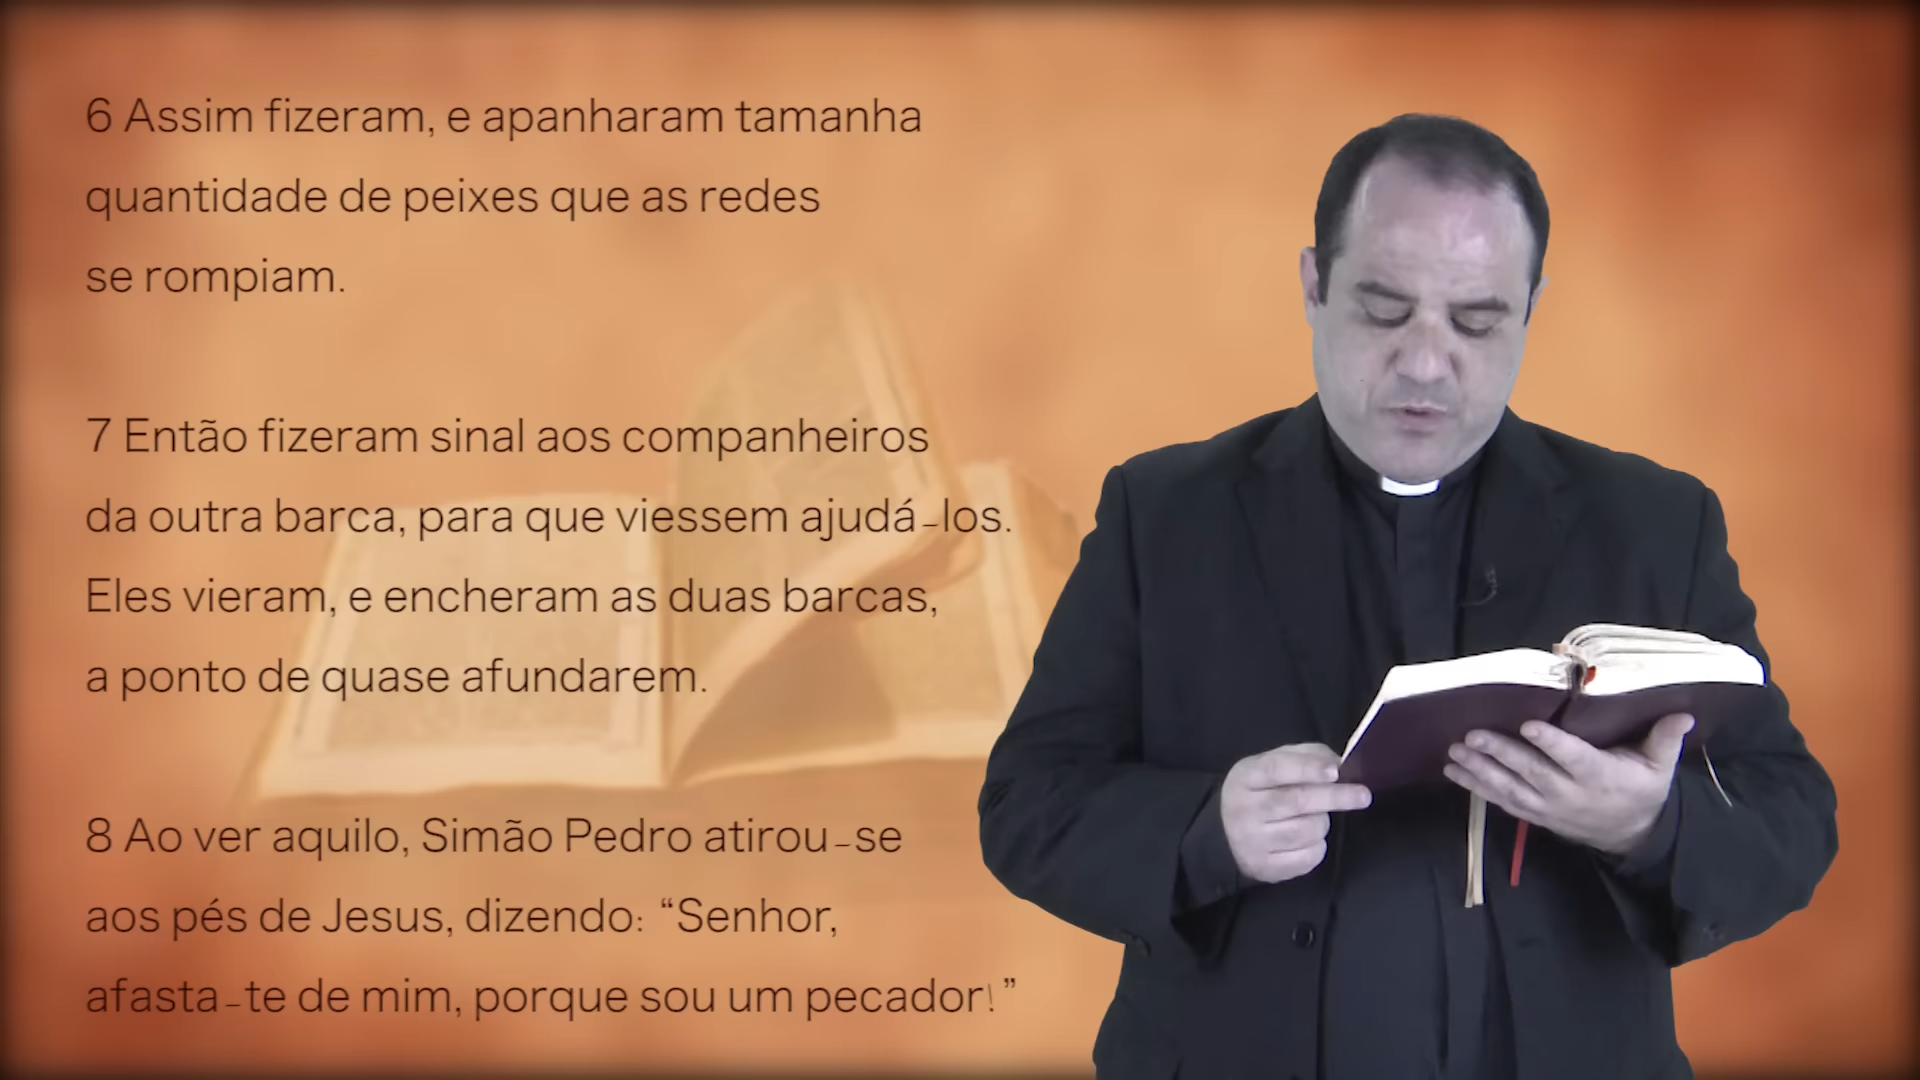 6 Assim fizeram, e apanharam tamanha
quantidade de peixes que as redes
se rompiam.
7 Então fizeram sinal aos companheiros
da outra barca, para que viessem ajudá-los.
Eles vieram, e encheram as duas barcas,
a ponto de quase afundarem.
8 Ao ver aquilo, Simão Pedro atirou-se
aos pés de Jesus, dizendo: “Senhor,
afasta-te de mim, porque sou um pecador!”